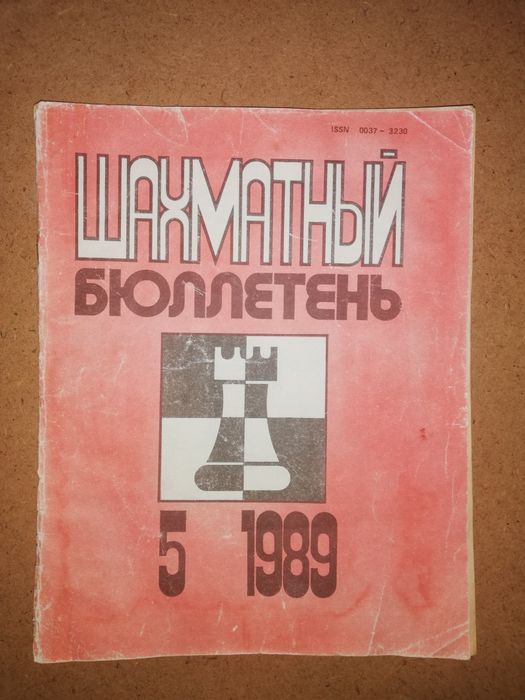 ISSN 0037-3230
ШАХМАТНЫЙ
БЮЛЛЕТЕНЬ
5 1989